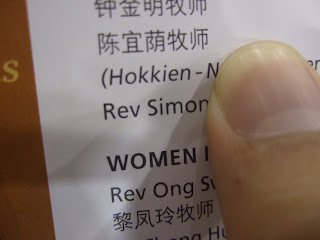 钟金明牧师
陈宜荫牧师
(Hokkien -
Rev Simon
WOMEN
Rev Ong
黎凤玲牧师